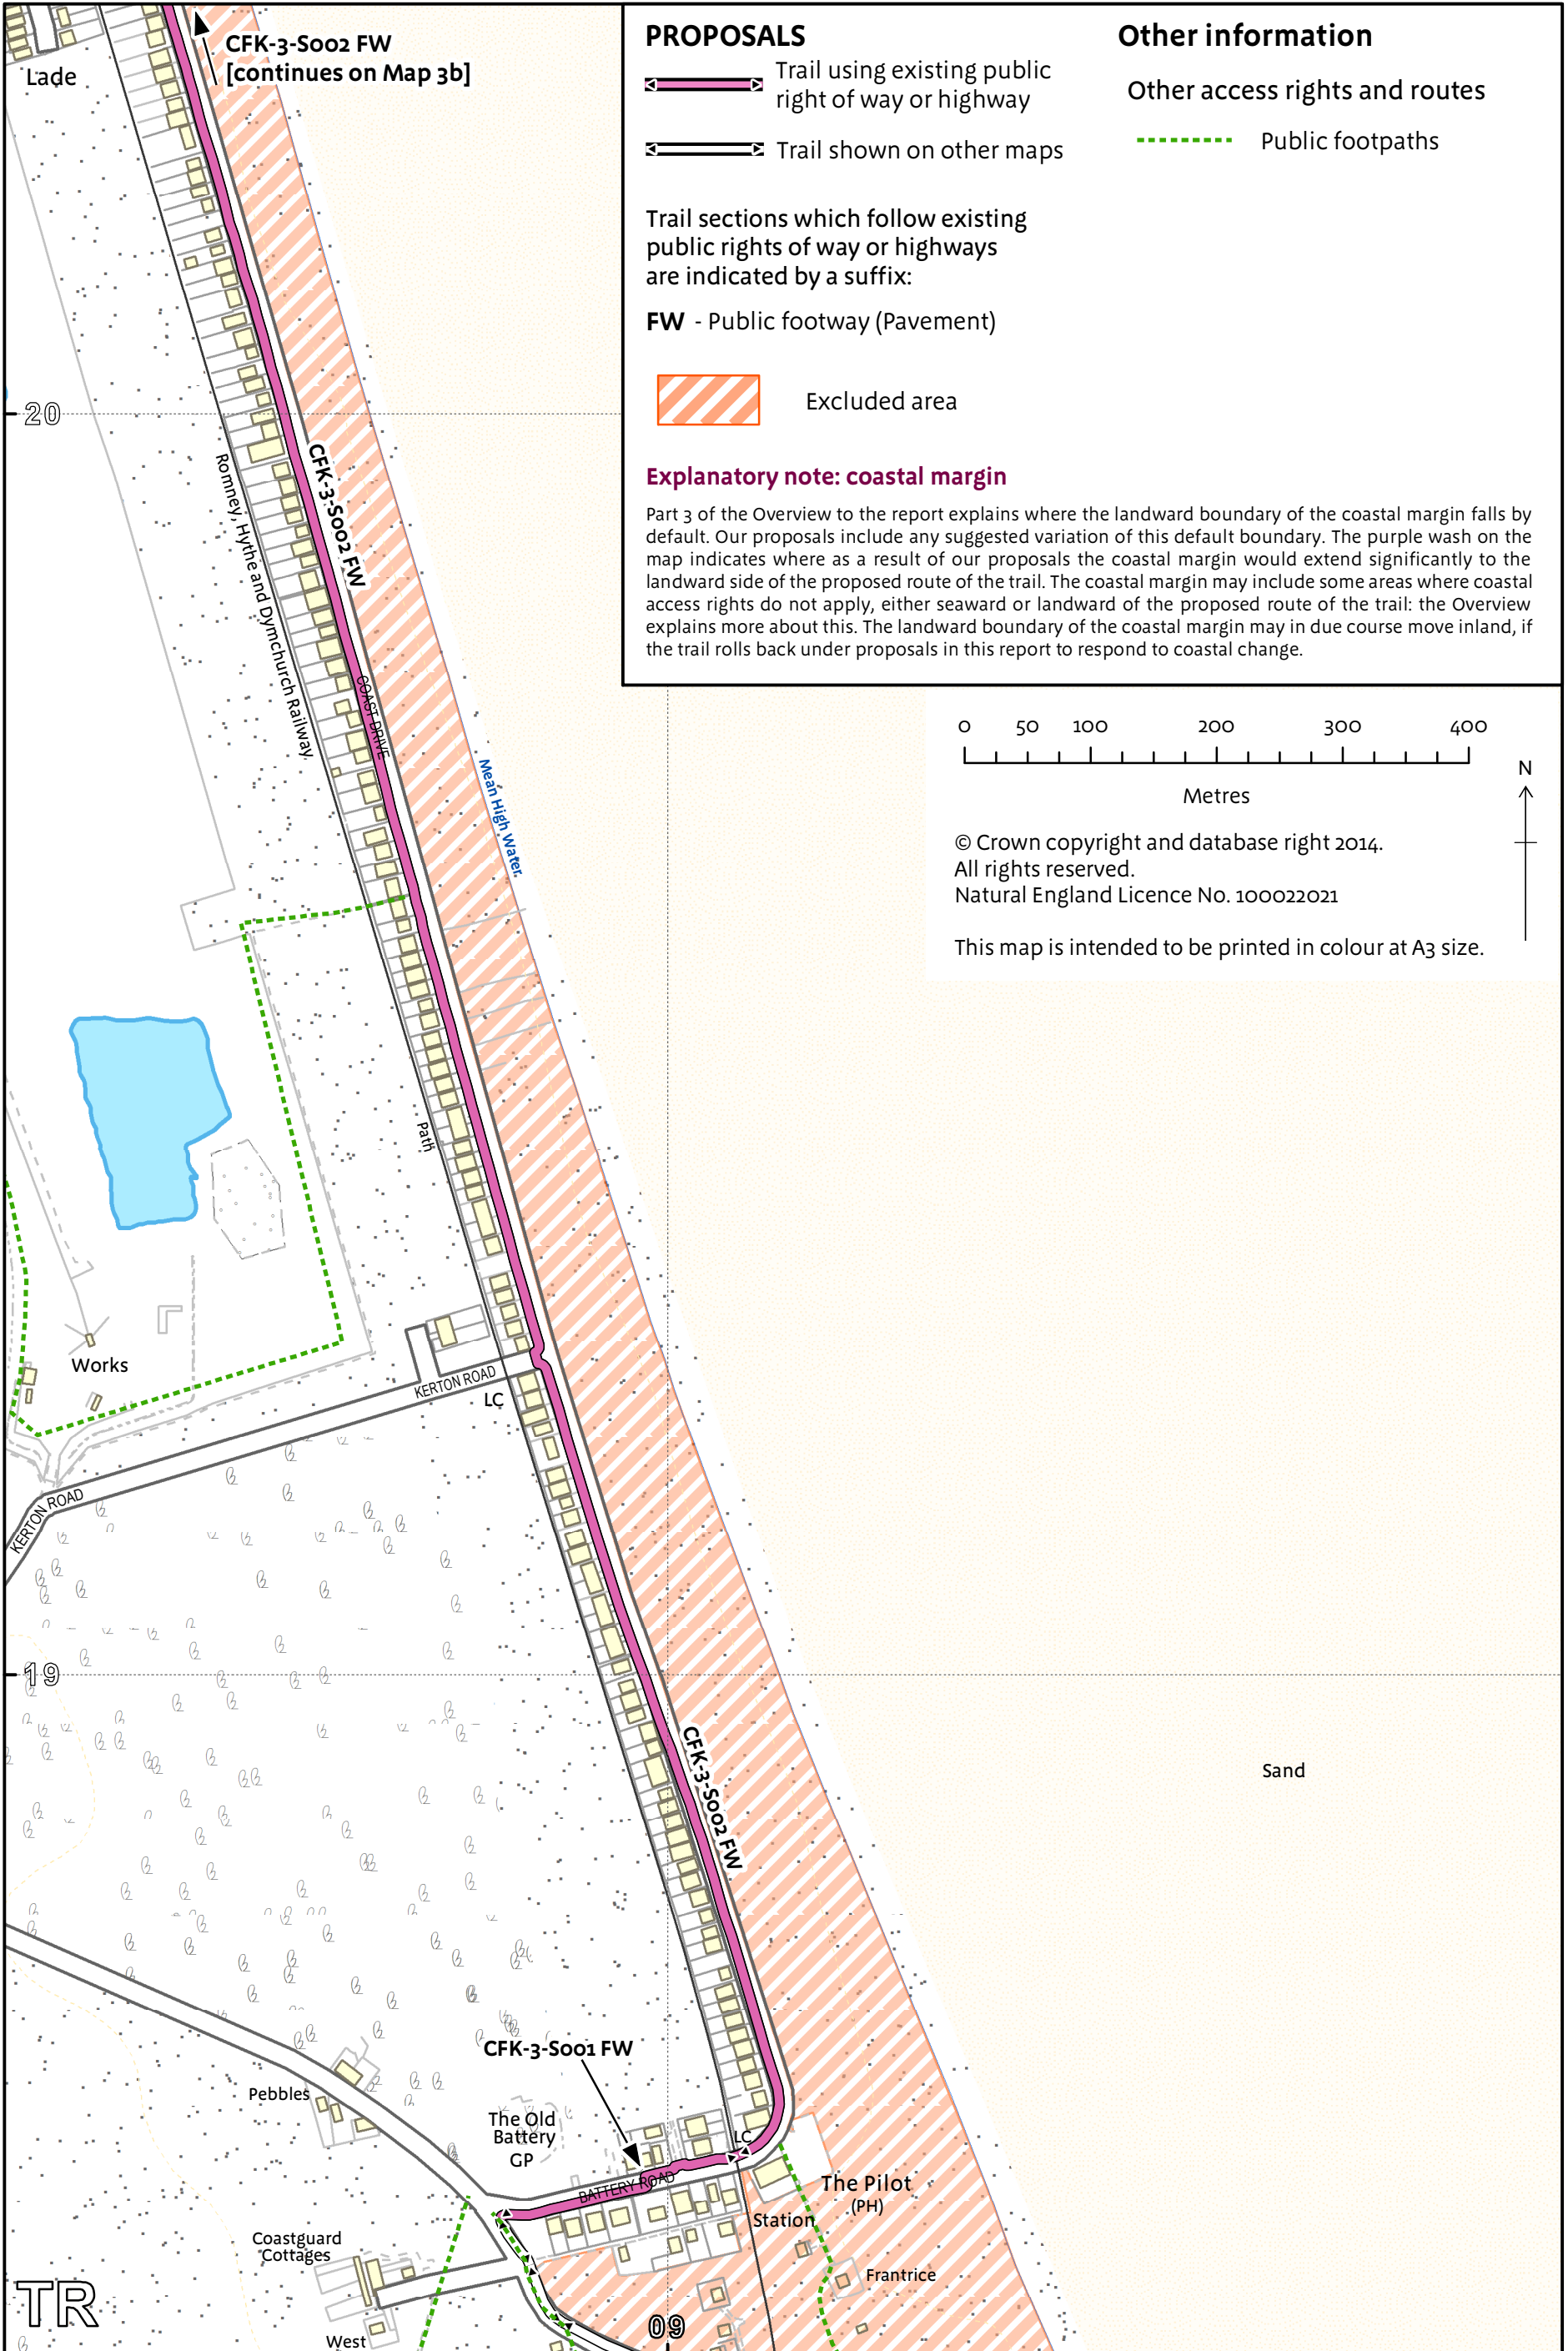 CFK-3-S002 FW
[continues on Map 3b]
Lade
PROPOSALS
Trail using existing public
right of way or highway
Trail shown on other maps
Trail sections which follow existing
public rights of way or highways
are indicated by a suffix:
FW - Public footway (Pavement)
Excluded area
Other information
Other access rights and routes
Public footpaths
Explanatory note: coastal margin
Part 3 of the Overview to the report explains where the landward boundary of the coastal margin falls by
default. Our proposals include any suggested variation of this default boundary. The purple wash on the
map indicates where as a result of our proposals the coastal margin would extend significantly to the
landward side of the proposed route of the trail. The coastal margin may include some areas where coastal
access rights do not apply, either seaward or landward of the proposed route of the trail: the Overview
explains more about this. The landward boundary of the coastal margin may in due course move inland, if
the trail rolls back under proposals in this report to respond to coastal change.
0 50 100 200 300 400
Metres
N
© Crown copyright and database right 2014.
All rights reserved.
Natural England Licence No. 100022021
This map is intended to be printed in colour at A3 size.
20
CFK-3-S002 FW
Romney, Hythe and Dymchurch Railway
COAST DRIVE
Mean High Water
Path
Works
KERTON ROAD
LC
KERTON ROAD
19
CFK-3-S002 FW
Sand
CFK-3-S001 FW
Pebbles
The Old
Battery
GP
LC
BATTERY ROAD
The Pilot
(PH)
Station
Coastguard
Cottages
Frantrice
TR
09
West